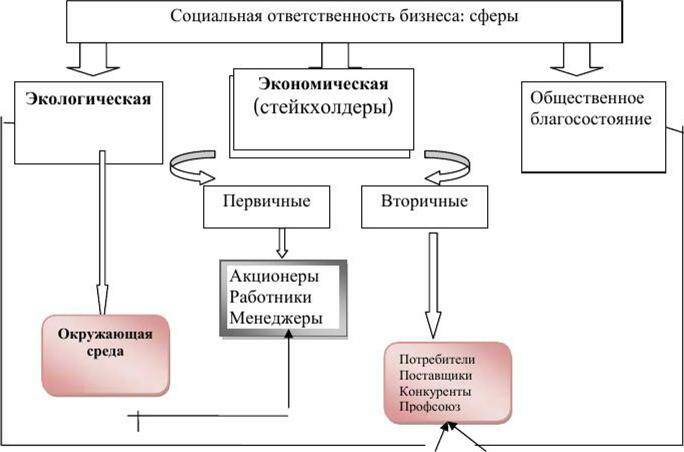 Социальная ответственность бизнеса: сферы
Экологическая
Экономическая
(стейкхолдеры)
Общественное
благосостояние
Первичные
Вторичные
Акционеры
Работники
Менеджеры
Окружающая
среда
Потребители
Поставщики
Конкуренты
Профсоюз